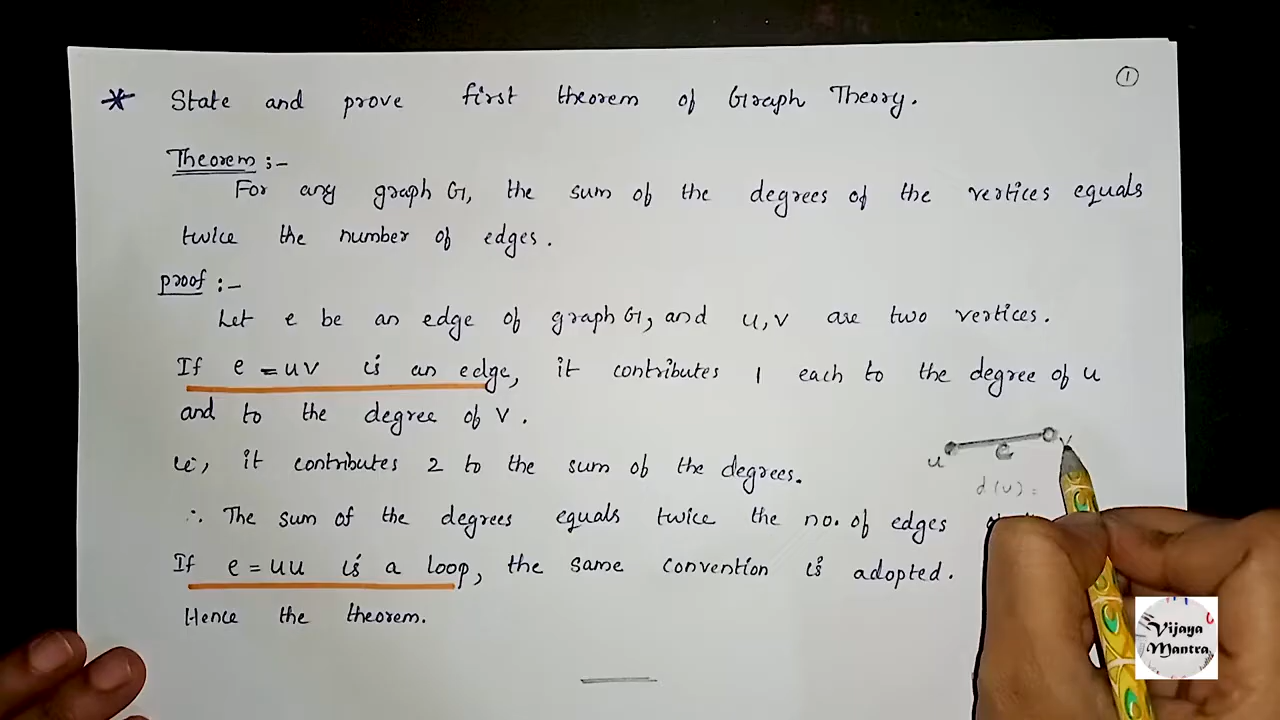 ①
* State and prove first theorem of Graph Theory.
Theorem :-
For any graph G, the sum of the degrees of the vertices equals
twice the number of edges.
Proof :-
Let e be an edge of graph G, and u, v are two vertices.
If e = uv is an edge, it contributes 1 each to the degree of u
and to the degree of v.
ie, it contributes 2 to the sum of the degrees.
u e v
d(u) =
∴ The sum of the degrees equals twice the no. of edges
If e = uu is a loop, the same convention is adopted.
Hence the theorem.
Vijaya
Mantra